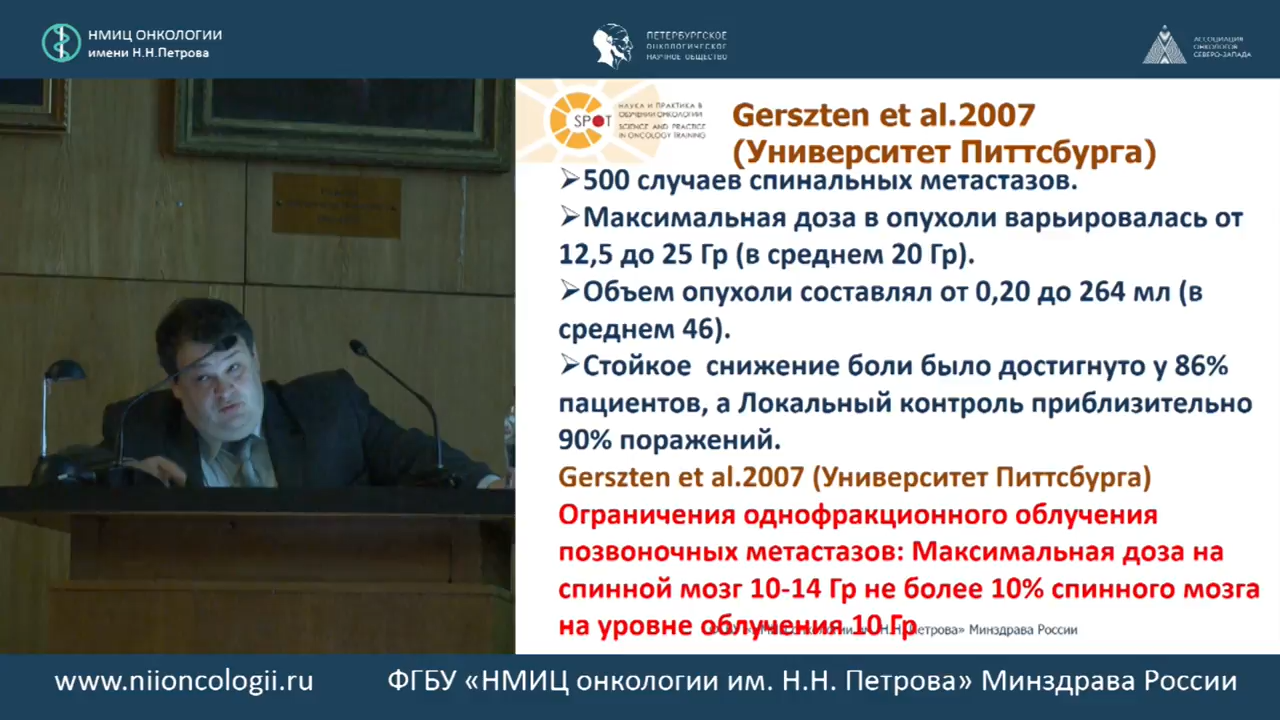 НМИЦ ОНКОЛОГИИ
имени Н.Н.Петрова
ПЕТЕРБУРГСКОЕ
ОНКОЛОГИЧЕСКОЕ
НАУЧНОЕ ОБЩЕСТВО
АССОЦИАЦИЯ
ОНКОЛОГОВ
СЕВЕРО-ЗАПАДА
SPOT
НАУКА И ПРАКТИКА В
ОБУЧЕНИИ ОНКОЛОГИИ
SCIENCE AND PRACTICE
IN ONCOLOGY TRAINING
Gerszten et al.2007
(Университет Питтсбурга)
➢500 случаев спинальных метастазов.
➢Максимальная доза в опухоли варьировалась от
12,5 до 25 Гр (в среднем 20 Гр).
➢Объем опухоли составлял от 0,20 до 264 мл (в
среднем 46).
➢Стойкое снижение боли было достигнуто у 86%
пациентов, а Локальный контроль приблизительно
90% поражений.
Gerszten et al.2007 (Университет Питтсбурга)
Ограничения однофракционного облучения
позвоночных метастазов: Максимальная доза на
спинной мозг 10-14 Гр не более 10% спинного мозга
на уровне облучения 10 Гр
Н.Н. Петрова» Минздрава России
www.niioncologii.ru
ФГБУ «НМИЦ онкологии им. Н.Н. Петрова» Минздрава России